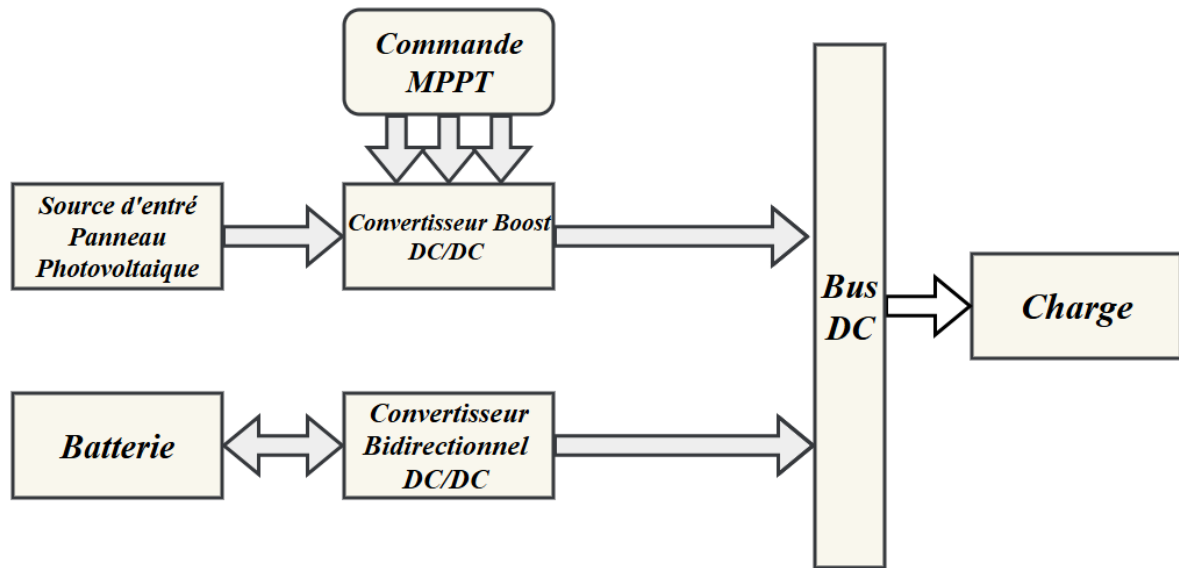 Commande
MPPT
Source d'entré
Panneau
Photovoltaique
Convertisseur Boost
DC/DC
Bus
DC
Charge
Batterie
Convertisseur
Bidirectionnel
DC/DC